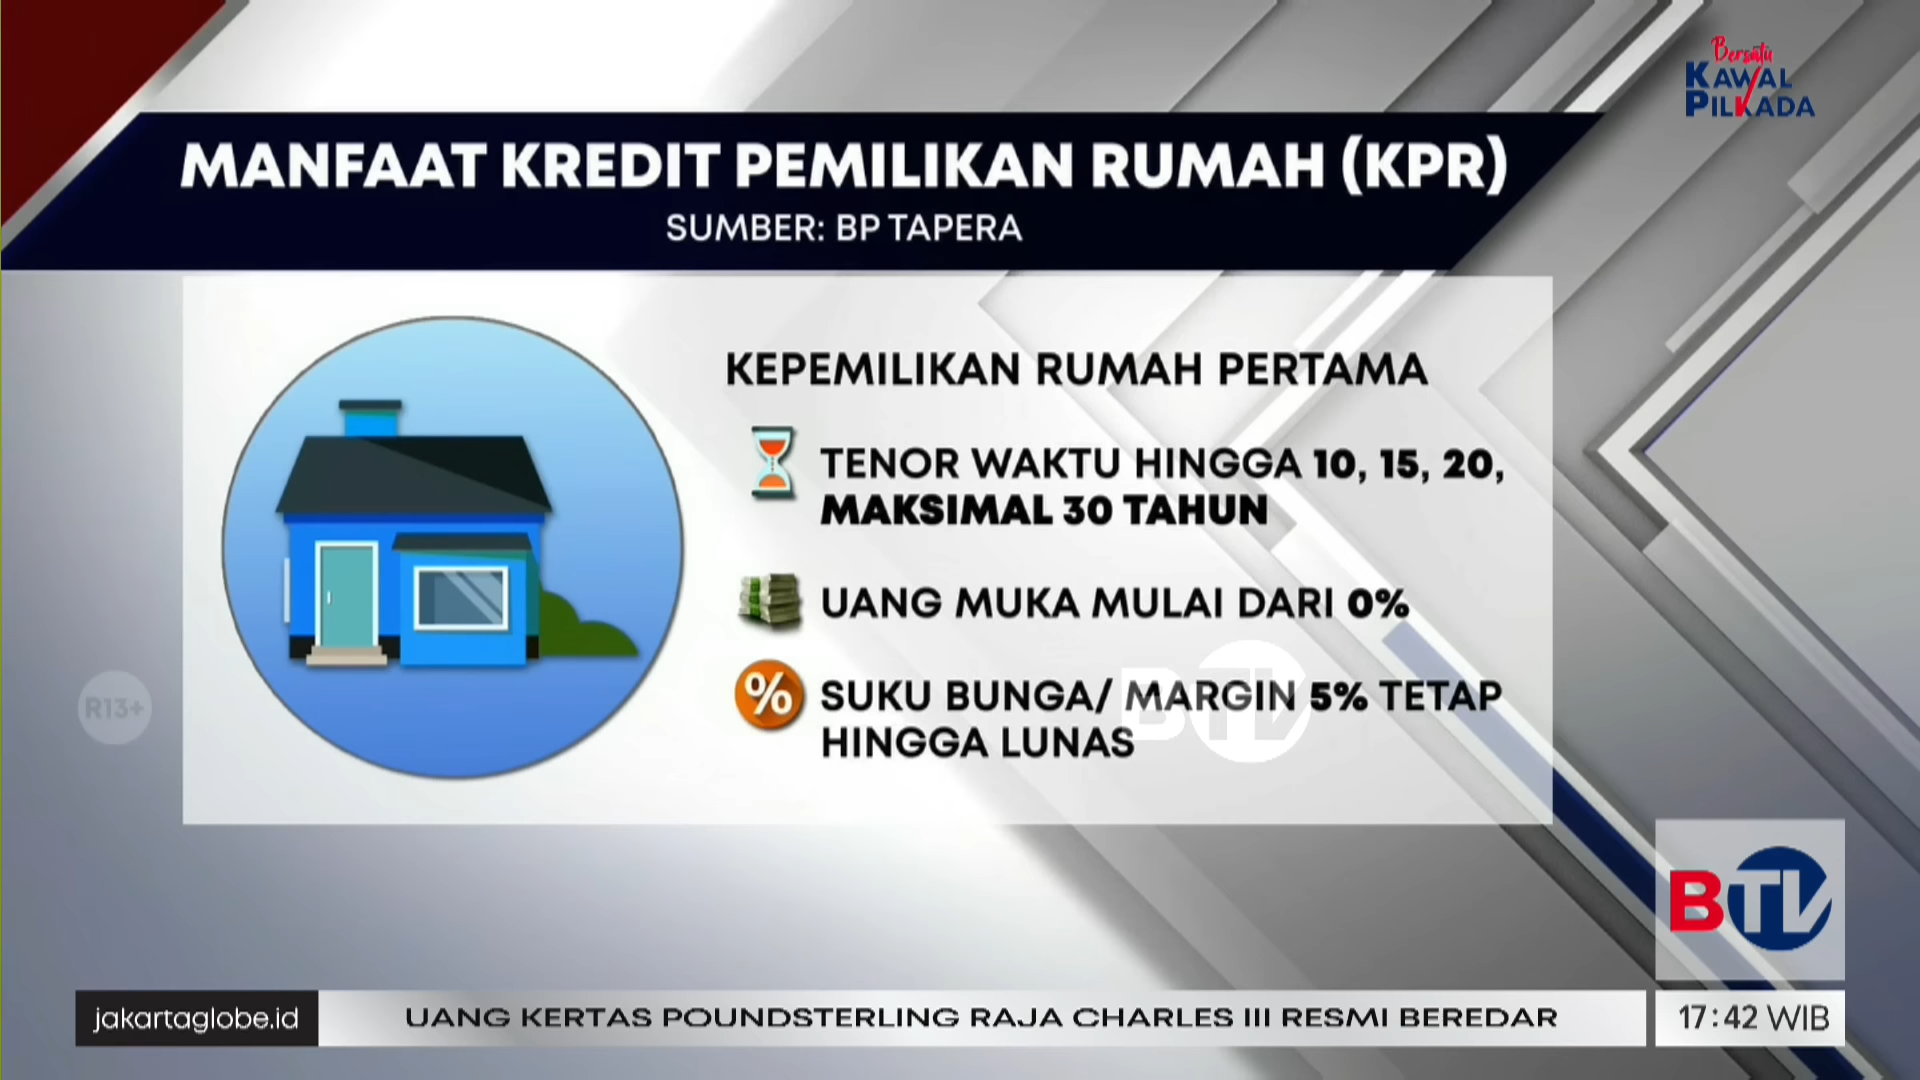 Bersatu
KAWAL
PILKADA
MANFAAT KREDIT PEMILIKAN RUMAH (KPR)
SUMBER: BP TAPERA
KEPEMILIKAN RUMAH PERTAMA
TENOR WAKTU HINGGA 10, 15, 20,
MAKSIMAL 30 TAHUN
UANG MUKA MULAI DARI 0%
% SUKU BUNGA/ MARGIN 5% TETAP
HINGGA LUNAS
BTV
R13+
BTV
jakartaglobe.id
UANG KERTAS POUNDSTERLING RAJA CHARLES III RESMI BEREDAR
17:42 WIB